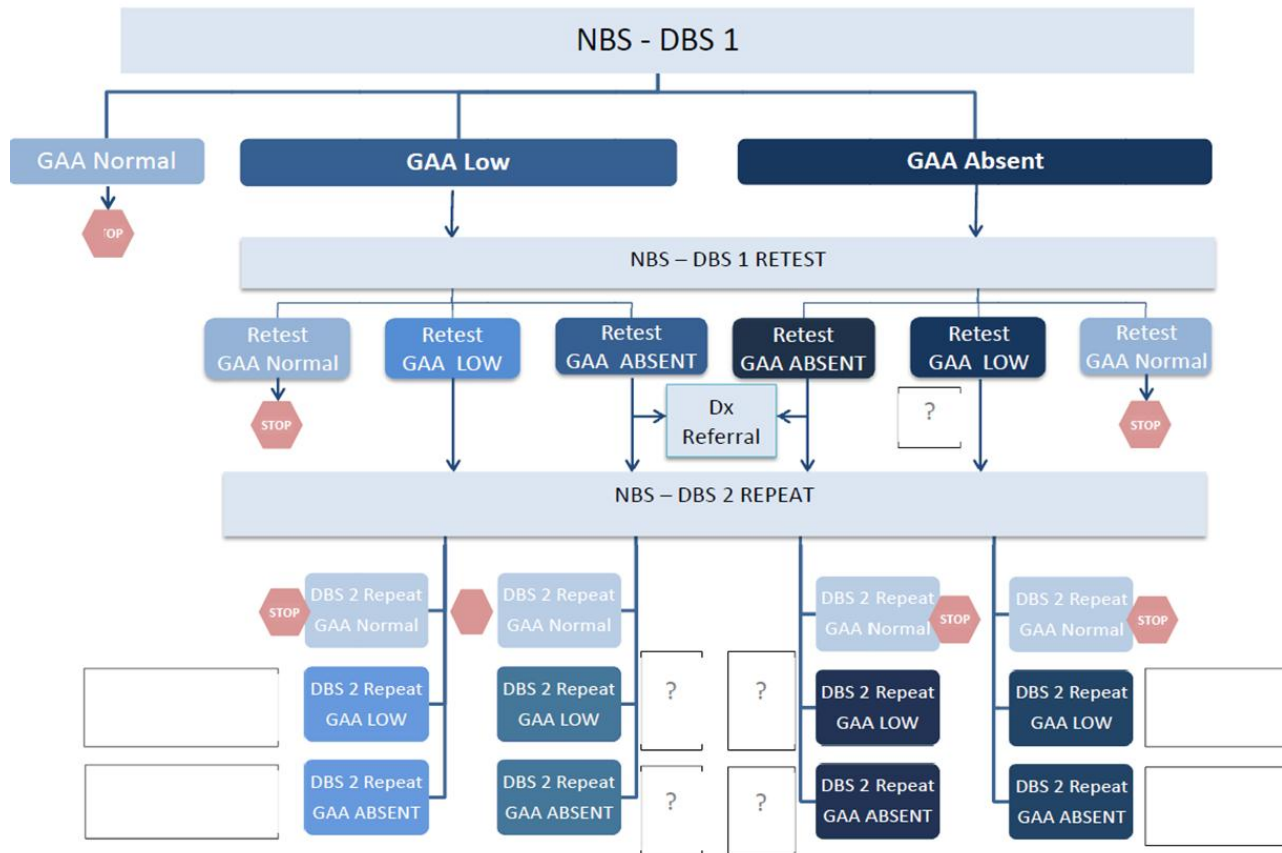 NBS - DBS 1
GAA Normal
GAA Low
GAA Absent
TOP
NBS – DBS 1 RETEST
Retest
GAA Normal
Retest
GAA LOW
Retest
GAA ABSENT
Retest
GAA ABSENT
Retest
GAA LOW
Retest
GAA Normal
STOP
Dx
Referral
?
STOP
NBS – DBS 2 REPEAT
STOP
DBS 2 Repeat
GAA Normal
DBS 2 Repeat
GAA Normal
DBS 2 Repeat
GAA Normal
STOP
DBS 2 Repeat
GAA Normal
STOP
DBS 2 Repeat
GAA LOW
DBS 2 Repeat
GAA LOW
?
?
DBS 2 Repeat
GAA LOW
DBS 2 Repeat
GAA LOW
DBS 2 Repeat
GAA ABSENT
DBS 2 Repeat
GAA ABSENT
?
?
DBS 2 Repeat
GAA ABSENT
DBS 2 Repeat
GAA ABSENT